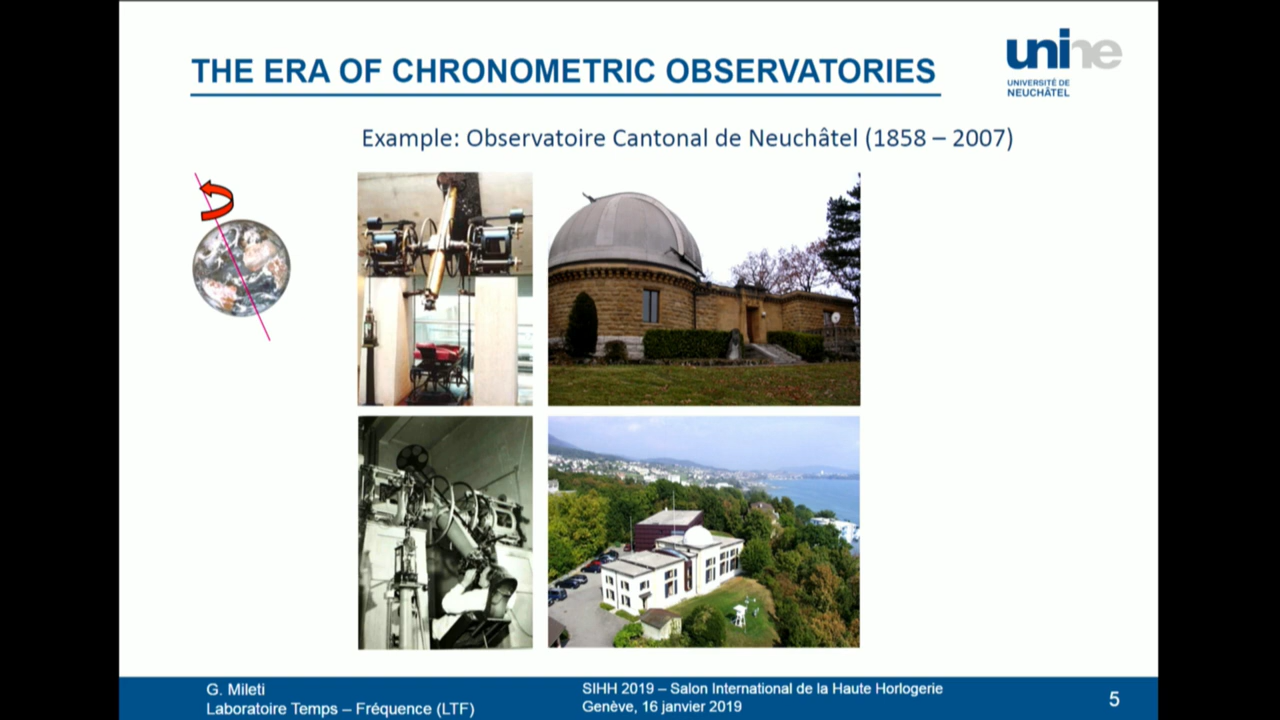 THE ERA OF CHRONOMETRIC OBSERVATORIES
unine
UNIVERSITÉ DE
NEUCHÂTEL
Example: Observatoire Cantonal de Neuchâtel (1858 – 2007)
G. Mileti
Laboratoire Temps – Fréquence (LTF)
SIHH 2019 – Salon International de la Haute Horlogerie
Genève, 16 janvier 2019
5